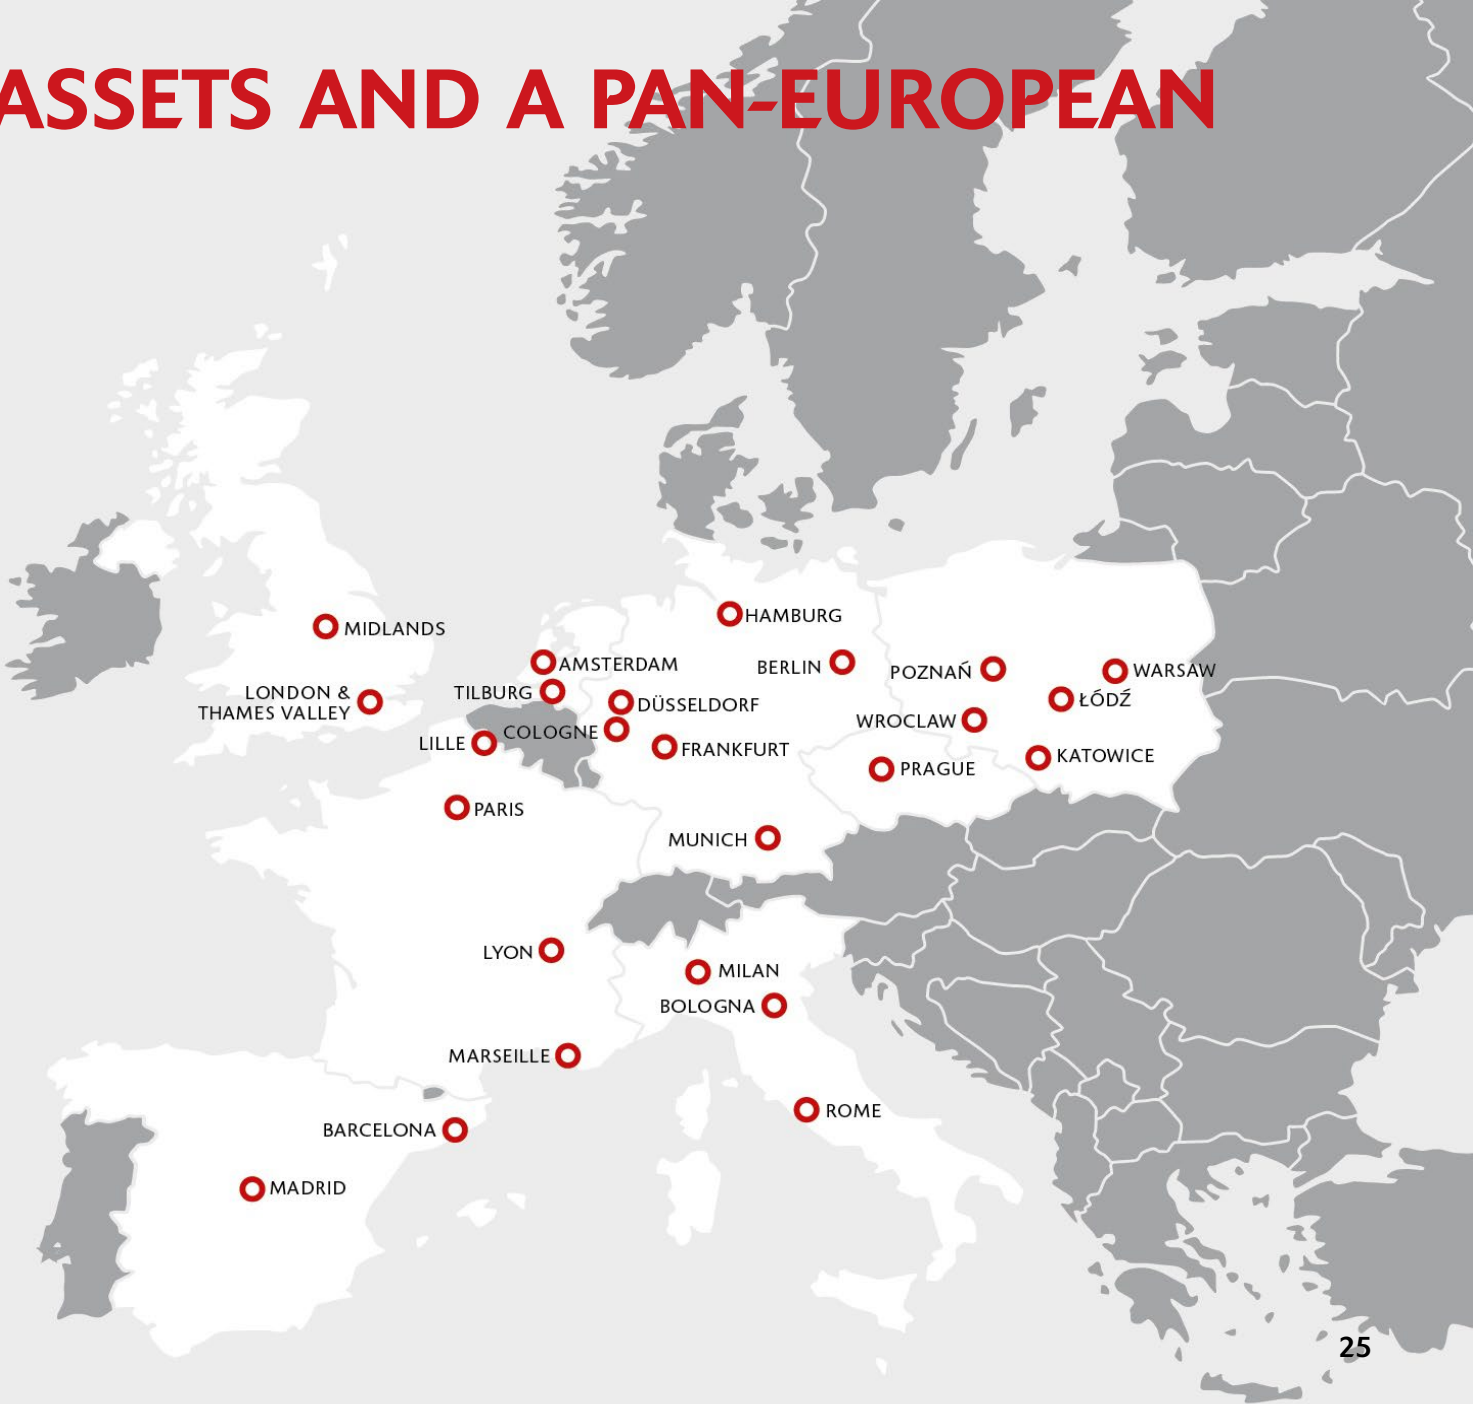 ASSETS AND A PAN-EUROPEAN
HAMBURG
MIDLANDS
AMSTERDAM
BERLIN
POZNAŃ
WARSAW
LONDON &
THAMES VALLEY
TILBURG
DÜSSELDORF
ŁÓDŹ
COLOGNE
WROCLAW
LILLE
FRANKFURT
KATOWICE
PRAGUE
PARIS
MUNICH
LYON
MILAN
BOLOGNA
MARSEILLE
ROME
BARCELONA
MADRID
25